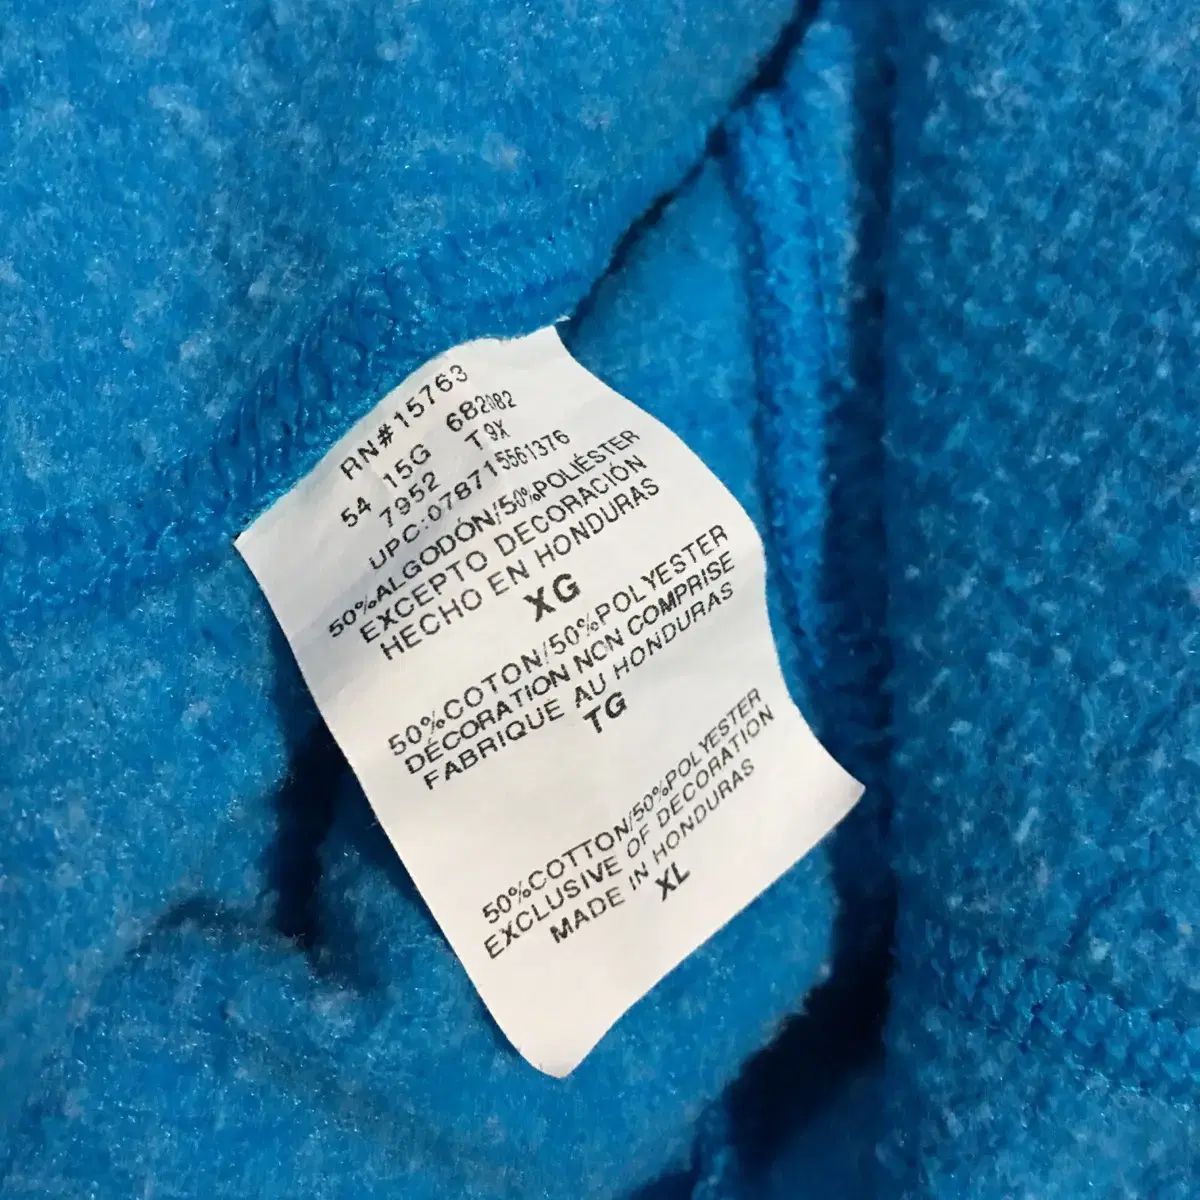 RN#15763
54 15G 682082
7952 T9X
UPC:078715561376
50%ALGODÓN/50%POLIÉSTER
EXCEPTO DECORACIÓN
HECHO EN HONDURAS
XG
50%COTON/50%POLYESTER
DÉCORATION NON COMPRISE
FABRIQUE AU HONDURAS
TG
50%COTTON/50%POLYESTER
EXCLUSIVE OF DECORATION
MADE IN HONDURAS
XL